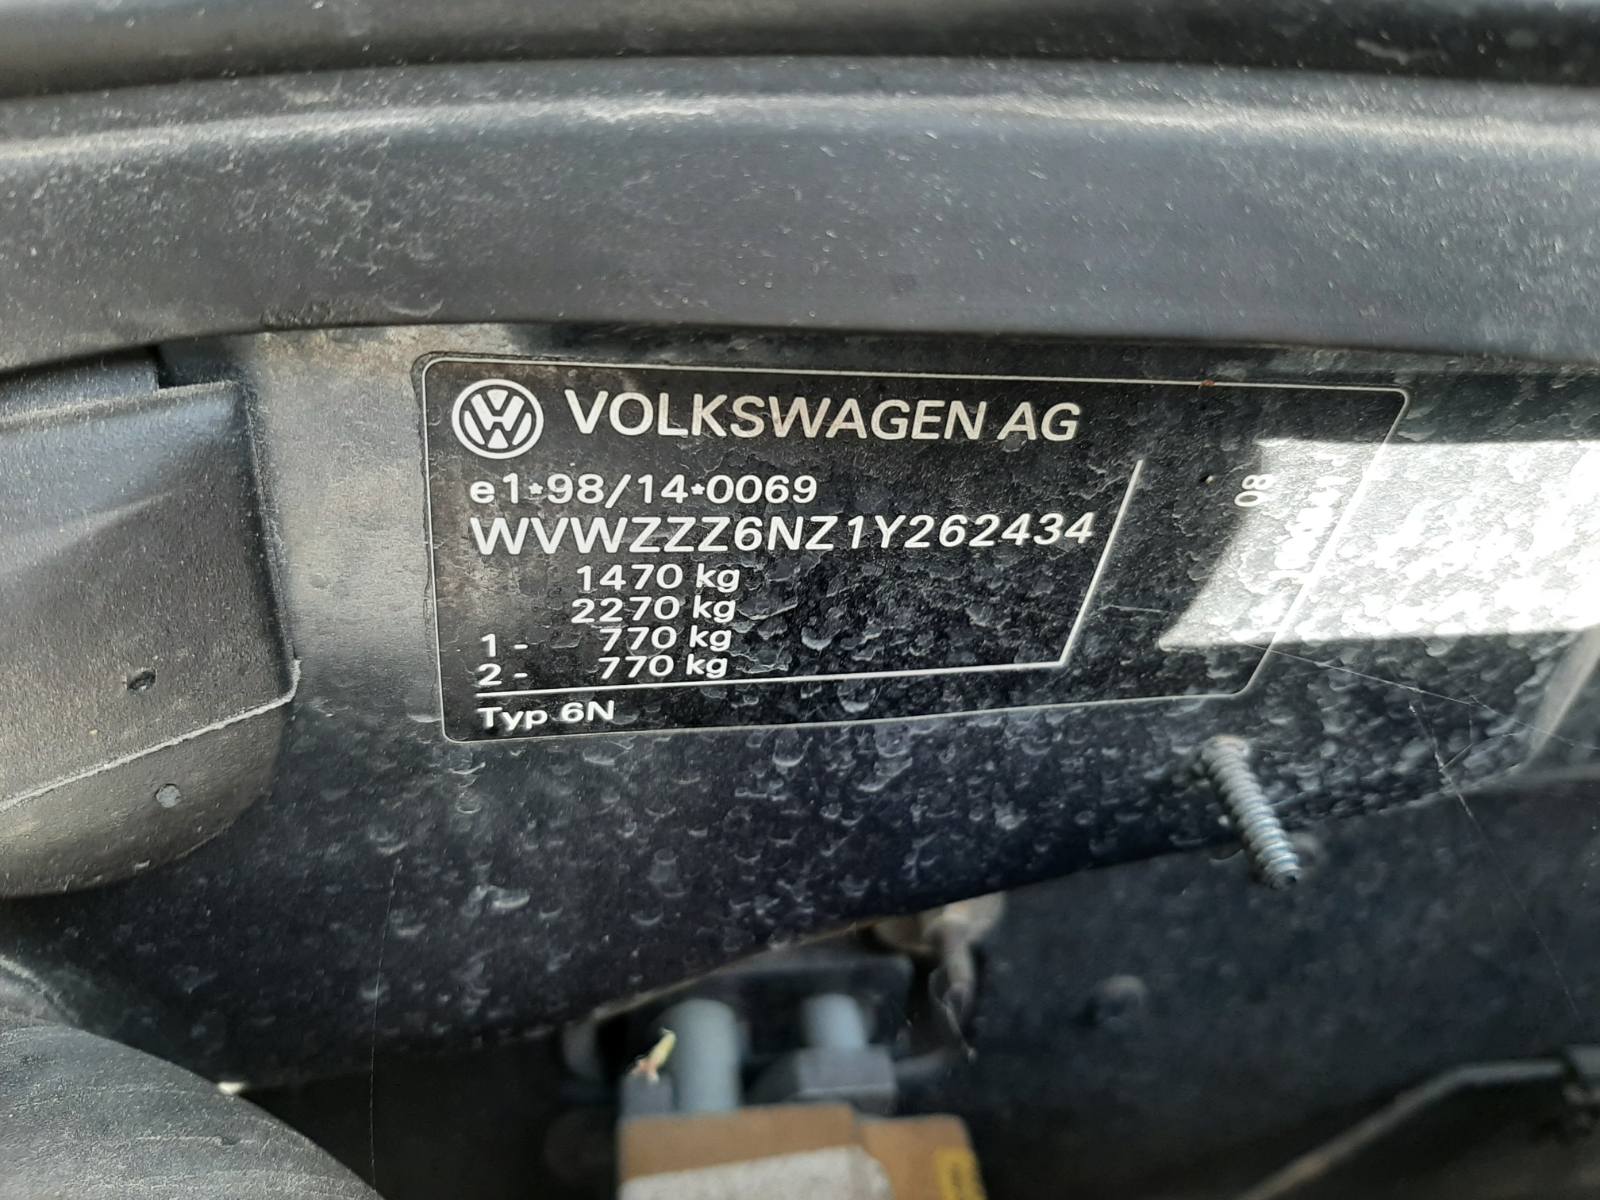 VOLKSWAGEN AG
e1*98/14*0069
WVWZZZ6NZ1Y262434
1470 kg
2270 kg
1 - 770 kg
2 - 770 kg
Typ 6N
08